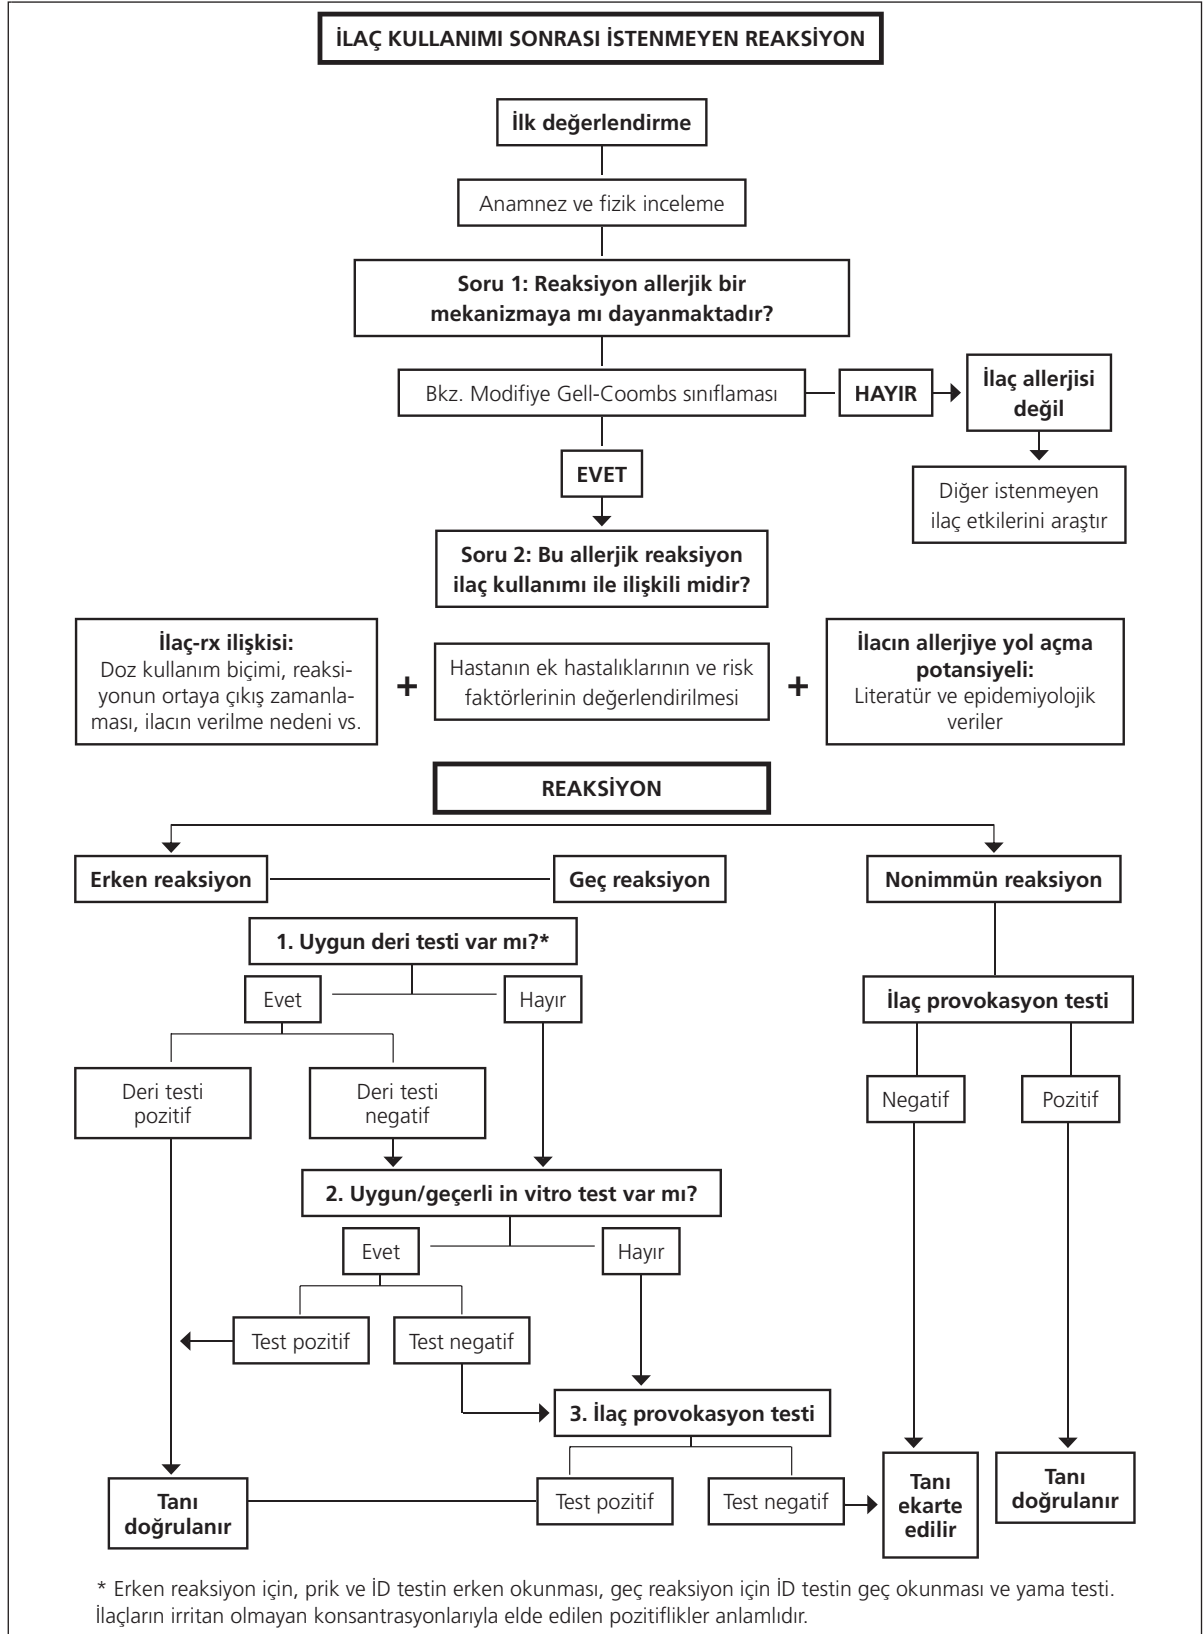 İLAÇ KULLANIMI SONRASI İSTENMEYEN REAKSİYON
İlk değerlendirme
Anamnez ve fizik inceleme
Soru 1: Reaksiyon allerjik bir
mekanizmaya mı dayanmaktadır?
Bkz. Modifiye Gell-Coombs sınıflaması
HAYIR
İlaç allerjisi
değil
EVET
Diğer istenmeyen
ilaç etkilerini araştır
Soru 2: Bu allerjik reaksiyon
ilaç kullanımı ile ilişkili midir?
İlaç-rx ilişkisi:
Doz kullanım biçimi, reaksi-
yonun ortaya çıkış zamanla-
ması, ilacın verilme nedeni vs.
+
Hastanın ek hastalıklarının ve risk
faktörlerinin değerlendirilmesi
+
İlacın allerjiye yol açma
potansiyeli:
Literatür ve epidemiyolojik
veriler
REAKSİYON
Erken reaksiyon
Geç reaksiyon
Nonimmün reaksiyon
1. Uygun deri testi var mı?*
Evet
Hayır
İlaç provokasyon testi
Deri testi
pozitif
Deri testi
negatif
Negatif
Pozitif
2. Uygun/geçerli in vitro test var mı?
Evet
Hayır
Test pozitif
Test negatif
3. İlaç provokasyon testi
Tanı
doğrulanır
Test pozitif
Test negatif
Tanı
ekarte
edilir
Tanı
doğrulanır
* Erken reaksiyon için, prik ve İD testin erken okunması, geç reaksiyon için İD testin geç okunması ve yama testi.
İlaçların irritan olmayan konsantrasyonlarıyla elde edilen pozitiflikler anlamlıdır.